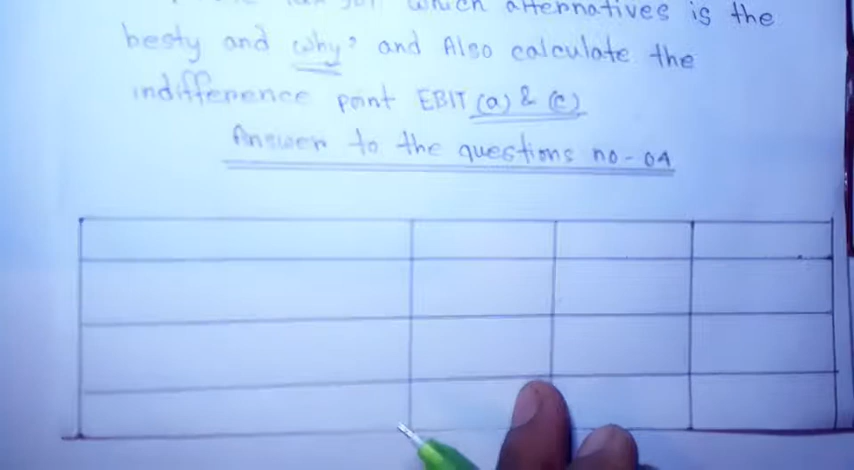 which alternatives is the
besty and why? and Also calculate the
indifference point EBIT (a) & (c)
Answer to the questions no-04